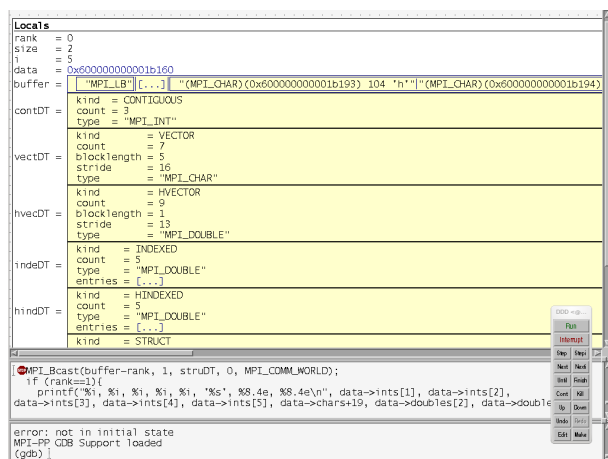 Locals
rank = 0
size = 2
i = 5
data = 0x600000000001b160
buffer = "MPI_LB" [...] "(MPI_CHAR)(0x600000000001b193) 104 'h'" "(MPI_CHAR)(0x600000000001b194)
contDT =
kind = CONTIGUOUS
count = 3
type = "MPI_INT"
vectDT =
kind = VECTOR
count = 7
blocklength = 5
stride = 16
type = "MPI_CHAR"
hvecDT =
kind = HVECTOR
count = 9
blocklength = 1
stride = 13
type = "MPI_DOUBLE"
indeDT =
kind = INDEXED
count = 5
type = "MPI_DOUBLE"
entries = [...]
hindDT =
kind = HINDEXED
count = 5
type = "MPI_DOUBLE"
entries = [...]
kind = STRUCT
DDD
Run
Interrupt
Step Stepi
Next Nexti
Until Finish
Cont Kill
Up Down
Undo Redo
Edit Make
STOP
MPI_Bcast(buffer-rank, 1, struDT, 0, MPI_COMM_WORLD);
if (rank==1){
printf("%i, %i, %i, %i, %i, '%s', %8.4e, %8.4e\n", data->ints[1], data->ints[2],
data->ints[3], data->ints[4], data->ints[5], data->chars+19, data->doubles[2], data->double
error: not in initial state
MPI-PP GDB Support loaded
(gdb)